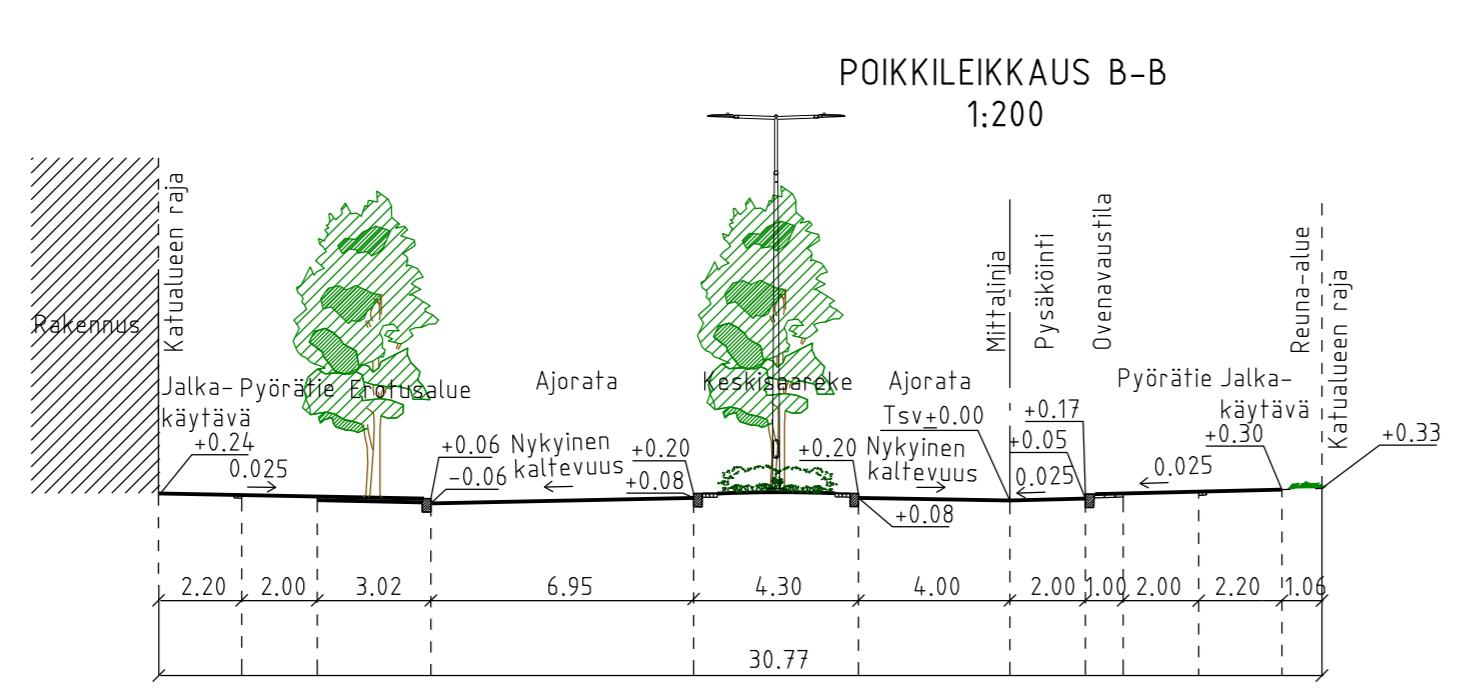 POIKKILEIKKAUS B-B
1:200
Rakennus
Katualueen raja
Jalka-
käytävä
Pyörätie
Erotusalue
Ajorata
Keskisaareke
Ajorata
Mittalinja
Pysäköinti
Ovenavaustila
Pyörätie
Jalka-
käytävä
Reuna-alue
Katualueen raja
+0.24
0.025
+0.06
-0.06
Nykyinen
kaltevuus
+0.20
+0.08
+0.20
+0.08
Nykyinen
kaltevuus
Tsv±0.00
+0.17
+0.05
0.025
0.025
+0.30
+0.33
2.20 2.00 3.02 6.95 4.30 4.00 2.00 1.00 2.00 2.20 1.06
30.77